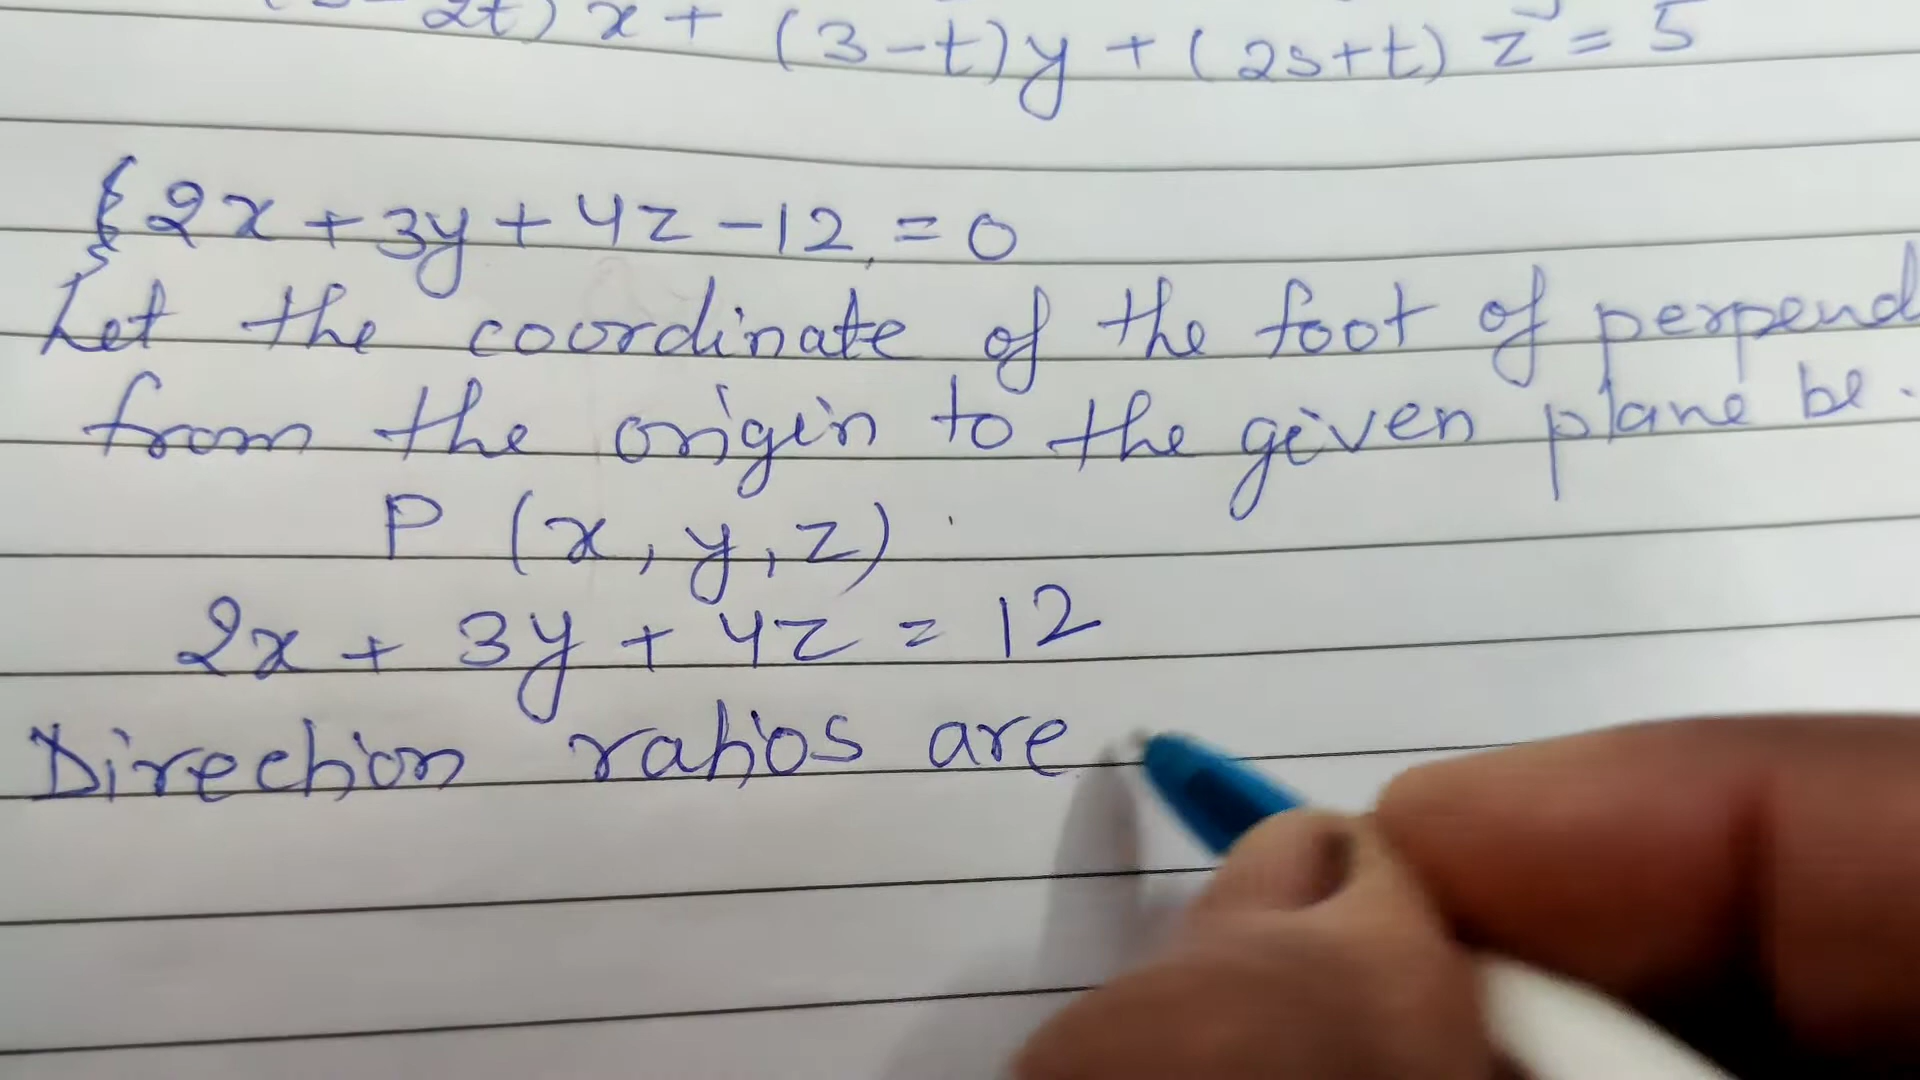 2t) x + (3-t)y + (2s+t) z = 5
{ 2x + 3y + 4z - 12 = 0
Let the coordinate of the foot of perpend
from the origin to the given plane be.
P (x, y, z)
2x + 3y + 4z = 12
Direction ratios are